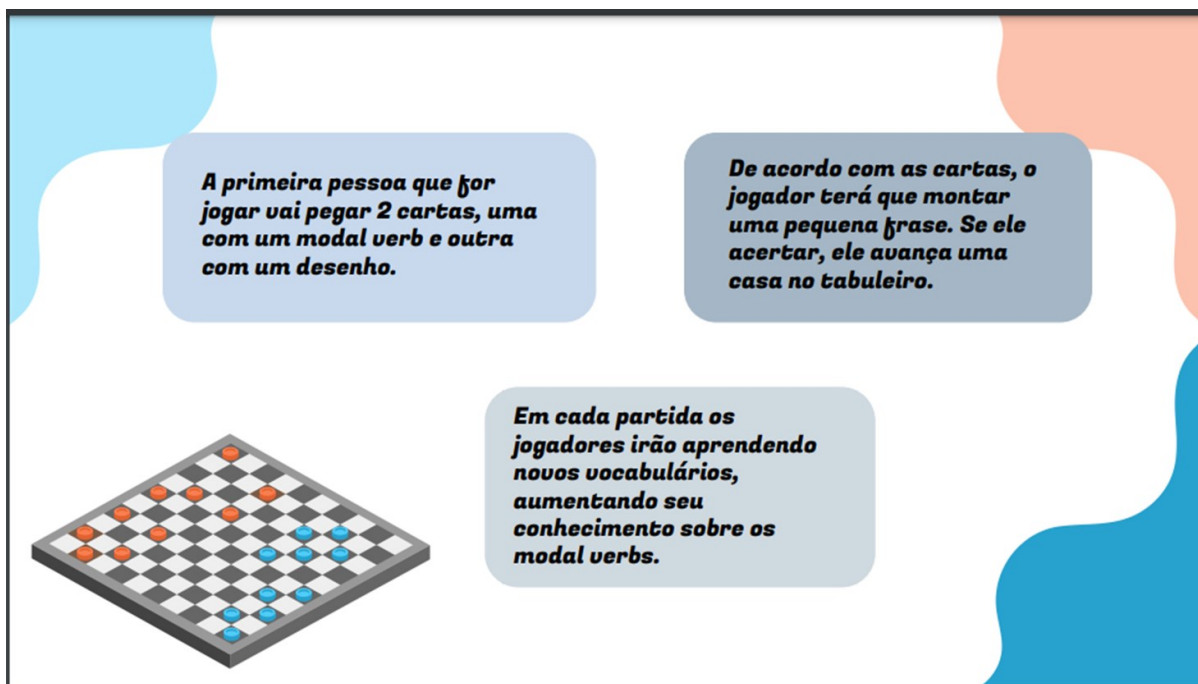 A primeira pessoa que for
jogar vai pegar 2 cartas, uma
com um modal verb e outra
com um desenho.
De acordo com as cartas, o
jogador terá que montar
uma pequena frase. Se ele
acertar, ele avança uma
casa no tabuleiro.
Em cada partida os
jogadores irão aprendendo
novos vocabulários,
aumentando seu
conhecimento sobre os
modal verbs.